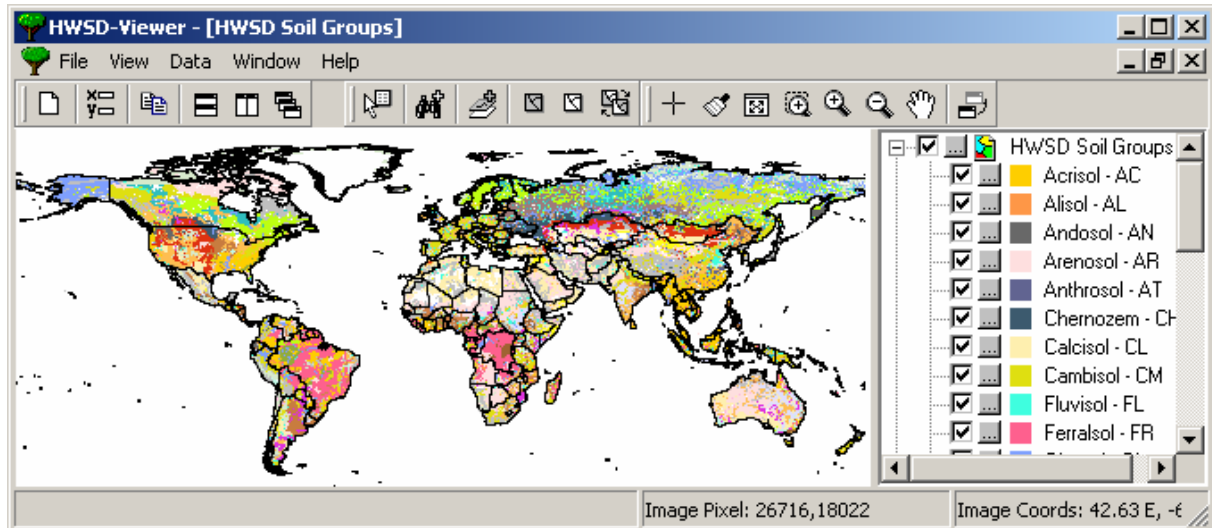 HWSD-Viewer - [HWSD Soil Groups]
File View Data Window Help
HWSD Soil Groups
Acrisol - AC
Alisol - AL
Andosol - AN
Arenosol - AR
Anthrosol - AT
Chernozem - CH
Calcisol - CL
Cambisol - CM
Fluvisol - FL
Ferralsol - FR
Image Pixel: 26716,18022
Image Coords: 42.63 E, -6